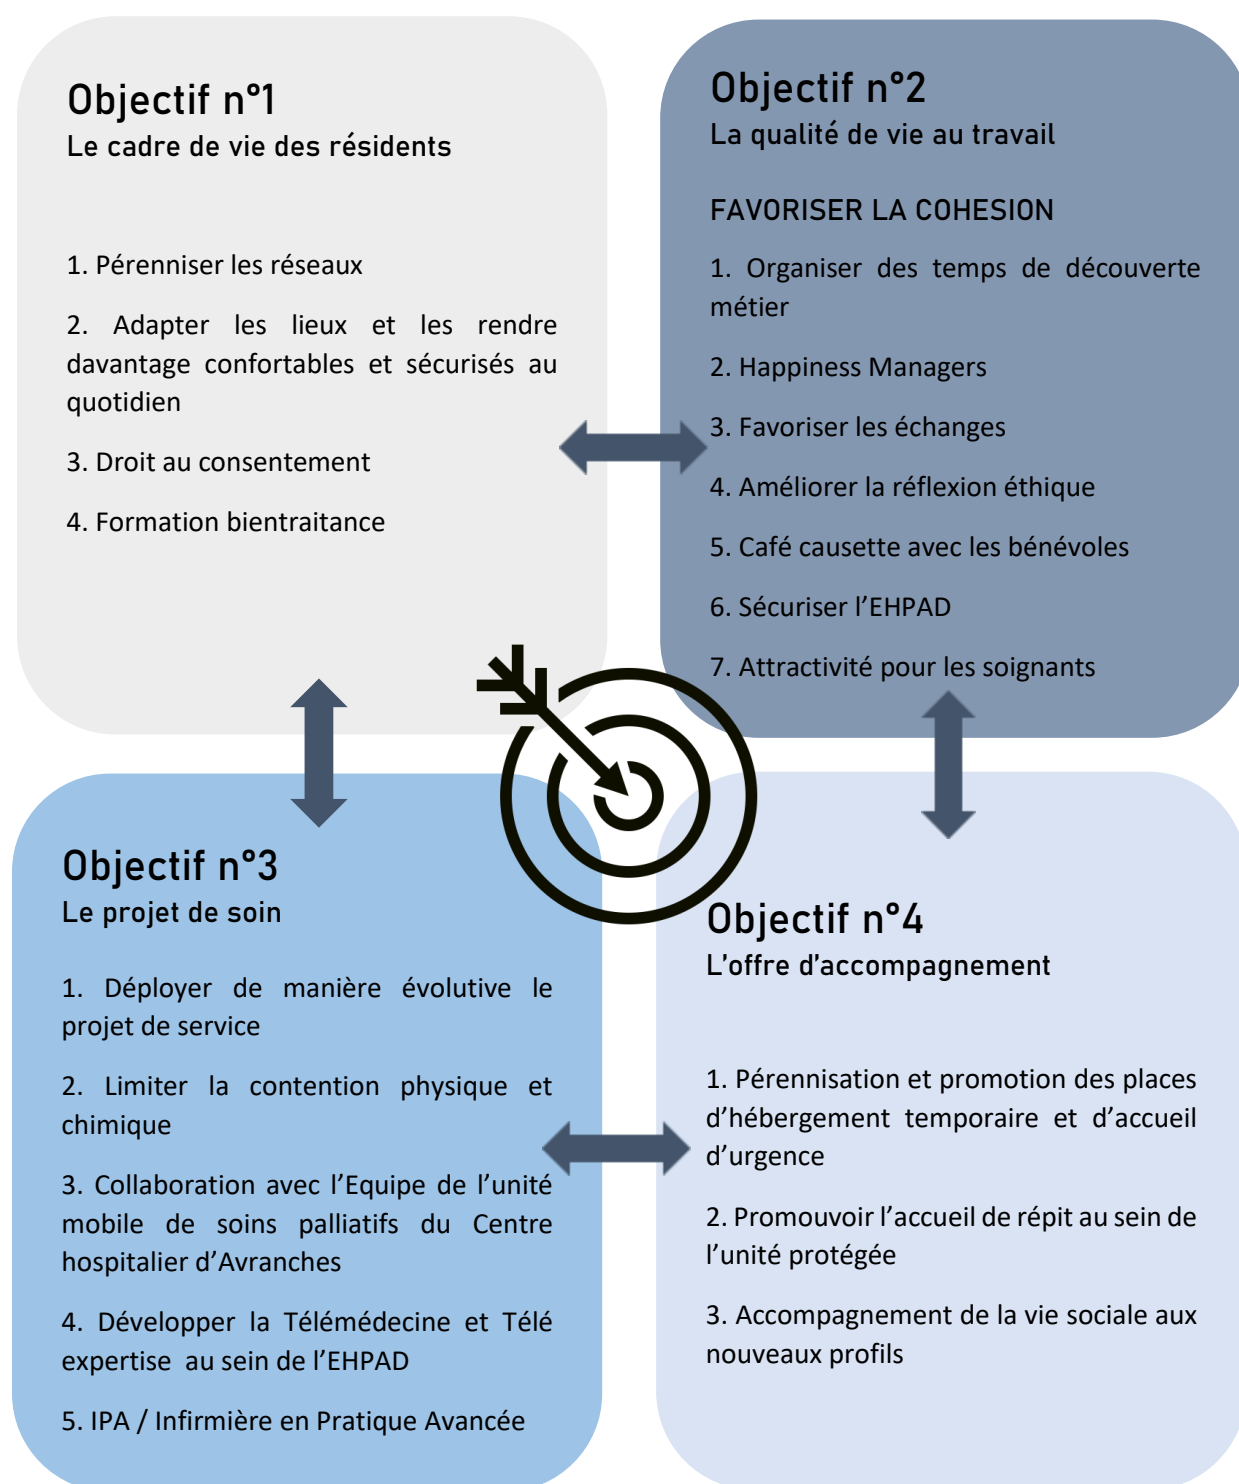 Objectif n°1
Le cadre de vie des résidents
1. Pérenniser les réseaux
2. Adapter les lieux et les rendre
davantage confortables et sécurisés au
quotidien
3. Droit au consentement
4. Formation bientraitance
Objectif n°2
La qualité de vie au travail
FAVORISER LA COHESION
1. Organiser des temps de découverte
métier
2. Happiness Managers
3. Favoriser les échanges
4. Améliorer la réflexion éthique
5. Café causette avec les bénévoles
6. Sécuriser l’EHPAD
7. Attractivité pour les soignants
Objectif n°3
Le projet de soin
1. Déployer de manière évolutive le
projet de service
2. Limiter la contention physique et
chimique
3. Collaboration avec l’Equipe de l’unité
mobile de soins palliatifs du Centre
hospitalier d’Avranches
4. Développer la Télémédecine et Télé
expertise au sein de l’EHPAD
5. IPA / Infirmière en Pratique Avancée
Objectif n°4
L’offre d’accompagnement
1. Pérennisation et promotion des places
d’hébergement temporaire et d’accueil
d’urgence
2. Promouvoir l’accueil de répit au sein de
l’unité protégée
3. Accompagnement de la vie sociale aux
nouveaux profils